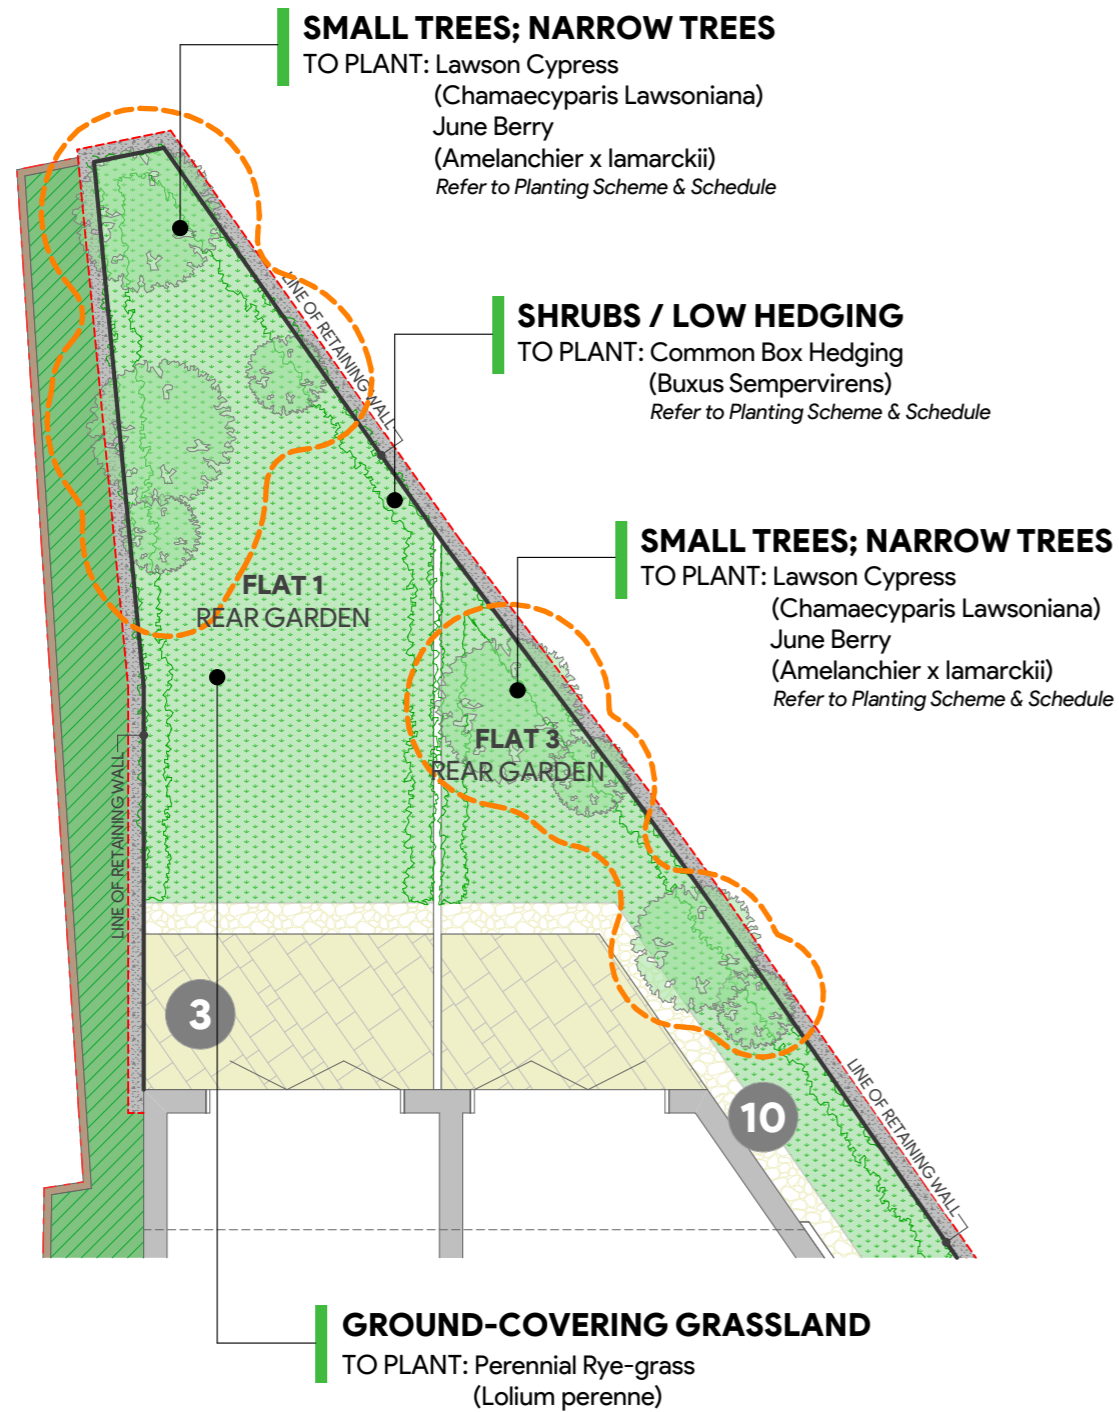 SMALL TREES; NARROW TREES
TO PLANT: Lawson Cypress
(Chamaecyparis Lawsoniana)
June Berry
(Amelanchier x lamarckii)
Refer to Planting Scheme & Schedule
LINE OF RETAINING WALL
SHRUBS / LOW HEDGING
TO PLANT: Common Box Hedging
(Buxus Sempervirens)
Refer to Planting Scheme & Schedule
SMALL TREES; NARROW TREES
TO PLANT: Lawson Cypress
(Chamaecyparis Lawsoniana)
June Berry
(Amelanchier x lamarckii)
Refer to Planting Scheme & Schedule
FLAT 1
REAR GARDEN
FLAT 3
REAR GARDEN
LINE OF RETAINING WALL
3
10
LINE OF RETAINING WALL
GROUND-COVERING GRASSLAND
TO PLANT: Perennial Rye-grass
(Lolium perenne)